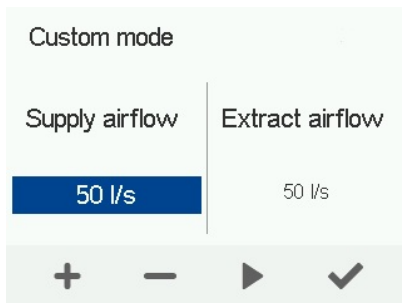 Custom mode
Supply airflow
Extract airflow
50 l/s
50 l/s